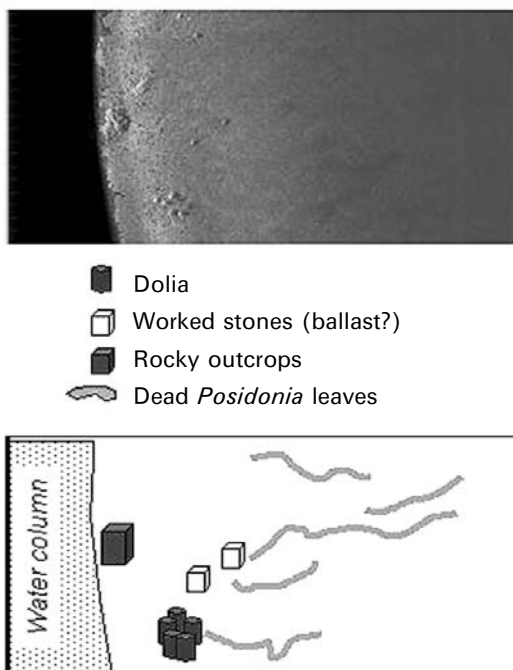 Dolia
Worked stones (ballast?)
Rocky outcrops
Dead Posidonia leaves
Water column